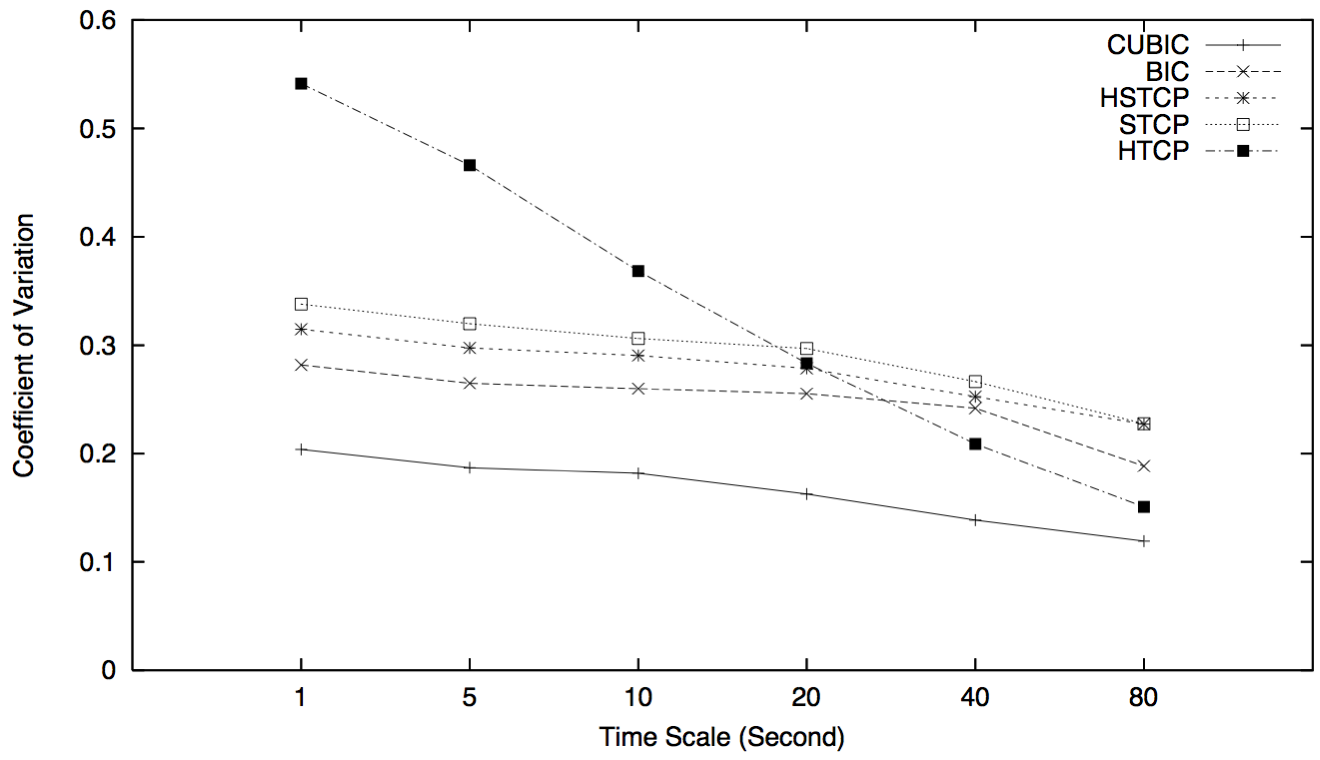 0.6
0.5
0.4
0.3
0.2
0.1
0
Coefficient of Variation
CUBIC
BIC
HSTCP
STCP
HTCP
1 5 10 20 40 80
Time Scale (Second)